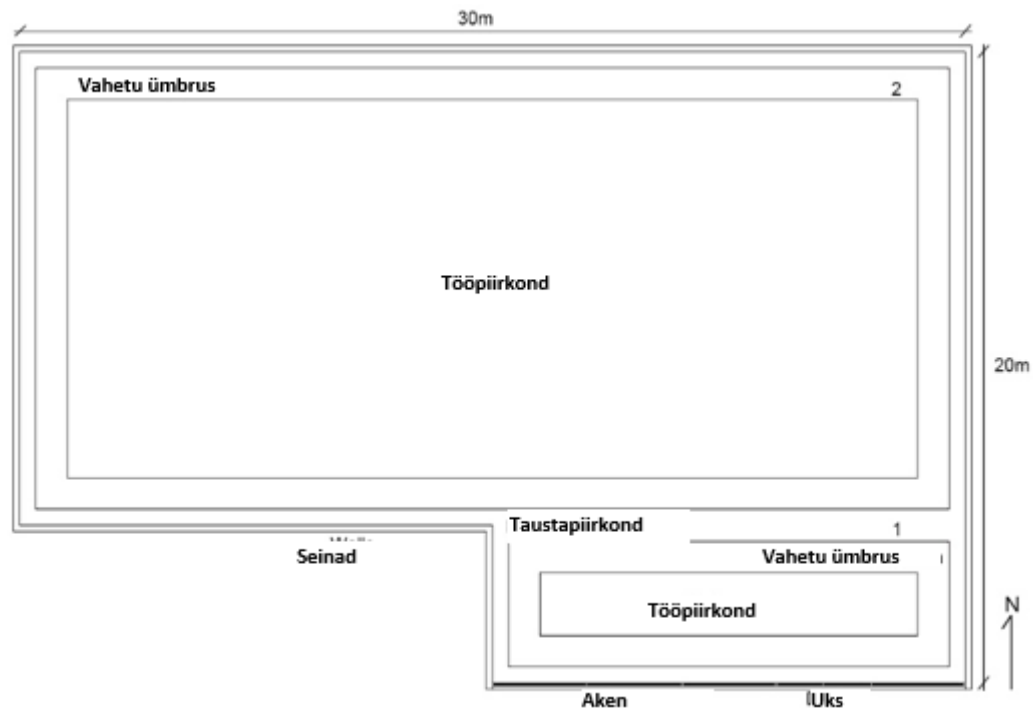 30m
Vahetu ümbrus
2
Tööpiirkond
20m
Taustapiirkond
1
Seinad
Vahetu ümbrus
Tööpiirkond
N
Aken
Uks